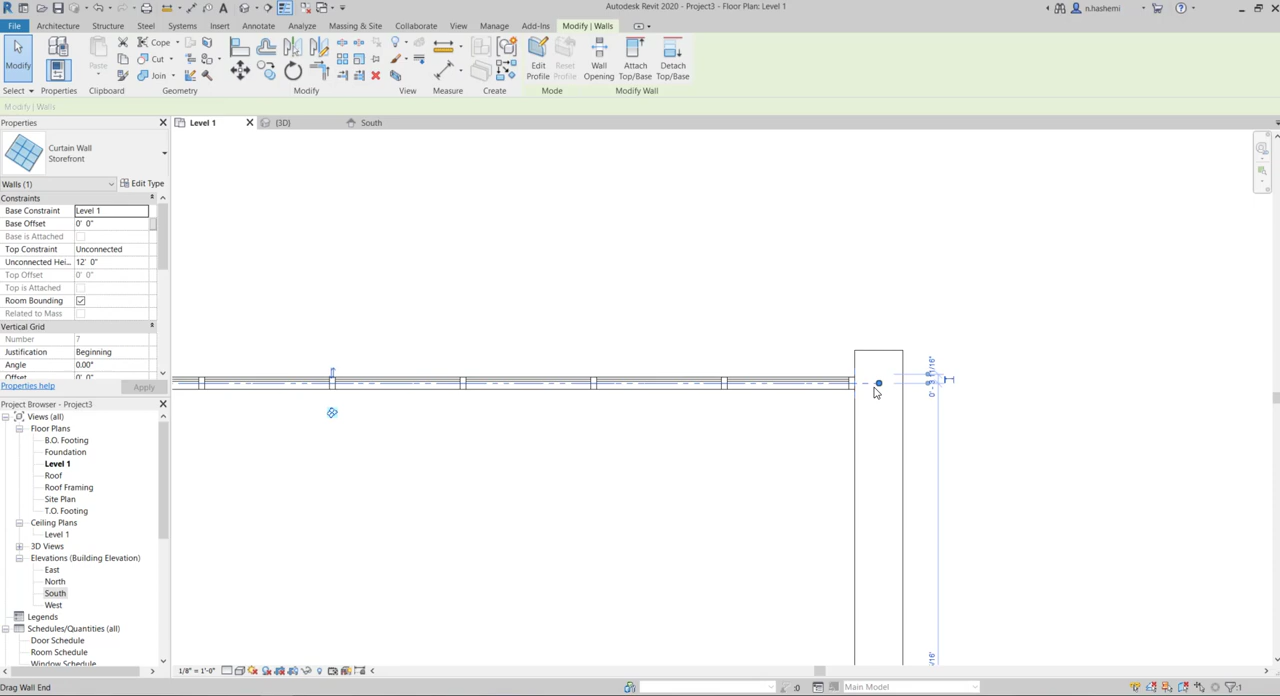 Autodesk Revit 2020 - Project3 - Floor Plan: Level 1
n.hashemi
File Architecture Structure Steel Systems Insert Annotate Analyze Massing & Site Collaborate View Manage Add-Ins Modify | Walls
Modify Paste Cope Cut Join Edit Profile Reset Profile Wall Opening Attach Top/Base Detach Top/Base
Select Properties Clipboard Geometry Modify View Measure Create Mode Modify Wall
Modify | Walls
Properties
Level 1 {3D} South
Curtain Wall
Storefront
Walls (1) Edit Type
Constraints
Base Constraint Level 1
Base Offset 0' 0"
Base is Attached
Top Constraint Unconnected
Unconnected Hei... 12' 0"
Top Offset 0' 0"
Top is Attached
Room Bounding
Related to Mass
Vertical Grid
Number 7
Justification Beginning
Angle 0.00°
Offset 0' 0"
Properties help Apply
Project Browser - Project3
Views (all)
Floor Plans
B.O. Footing
Foundation
Level 1
Roof
Roof Framing
Site Plan
T.O. Footing
Ceiling Plans
Level 1
3D Views
Elevations (Building Elevation)
East
North
South
West
Legends
Schedules/Quantities (all)
Door Schedule
Room Schedule
Window Schedule
1/8" = 1'-0"
Drag Wall End
:0 Main Model :1